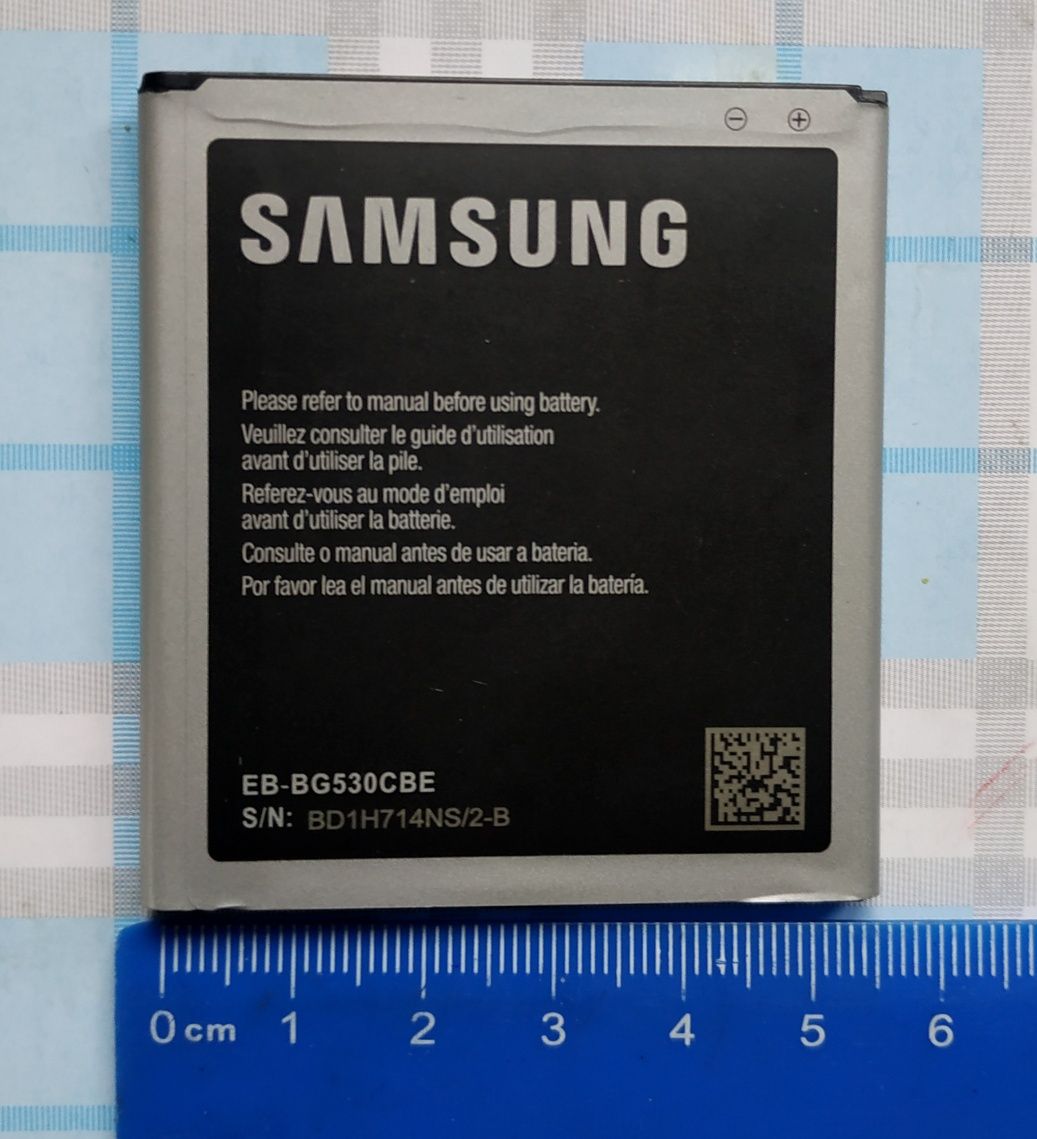 ⊖ ⊕
SAMSUNG
Please refer to manual before using battery.
Veuillez consulter le guide d'utilisation
avant d'utiliser la pile.
Referez-vous au mode d'emploi
avant d'utiliser la batterie.
Consulte o manual antes de usar a bateria.
Por favor lea el manual antes de utilizar la batería.
EB-BG530CBE
S/N: BD1H714NS/2-B
0 cm 1 2 3 4 5 6